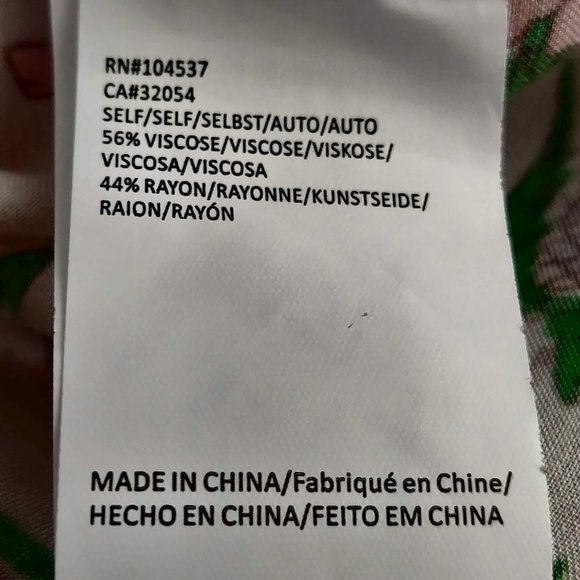 RN#104537
CA#32054
SELF/SELF/SELBST/AUTO/AUTO
56% VISCOSE/VISCOSE/VISKOSE/
VISCOSA/VISCOSA
44% RAYON/RAYONNE/KUNSTSEIDE/
RAION/RAYÓN
MADE IN CHINA/Fabriqué en Chine/
HECHO EN CHINA/FEITO EM CHINA